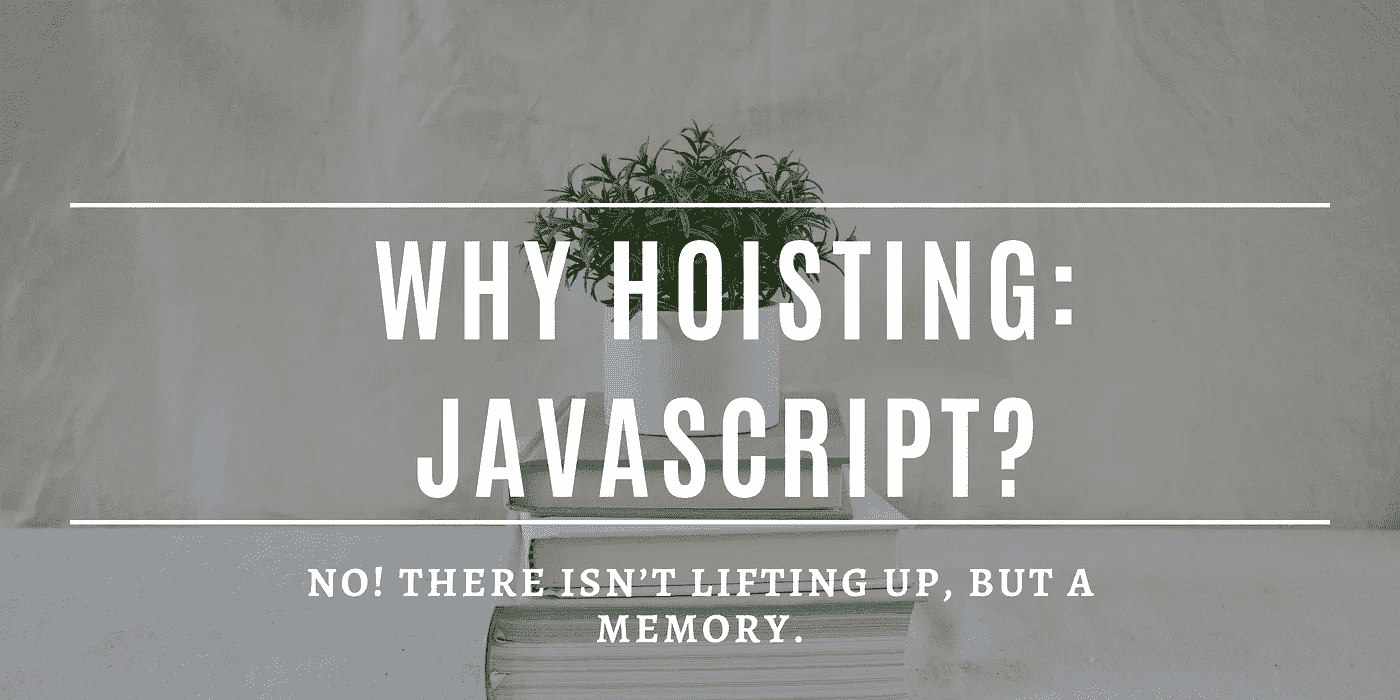 WHY HOISTING:
JAVASCRIPT?
NO! THERE ISN'T LIFTING UP, BUT A
MEMORY.